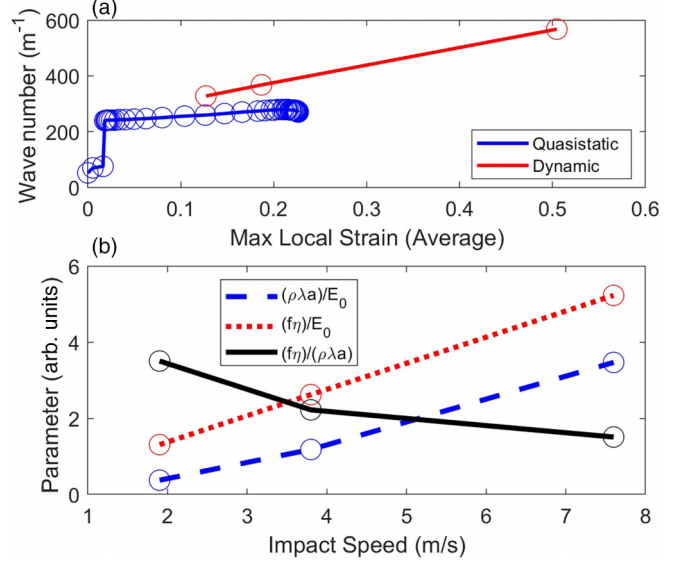 (a)
600
400
200
0
Wave number (m⁻¹)
Quasistatic
Dynamic
0 0.1 0.2 0.3 0.4 0.5 0.6
Max Local Strain (Average)
(b)
6
4
2
0
Parameter (arb. units)
(ρλa)/E₀
(fη)/E₀
(fη)/(ρλa)
1 2 3 4 5 6 7 8
Impact Speed (m/s)